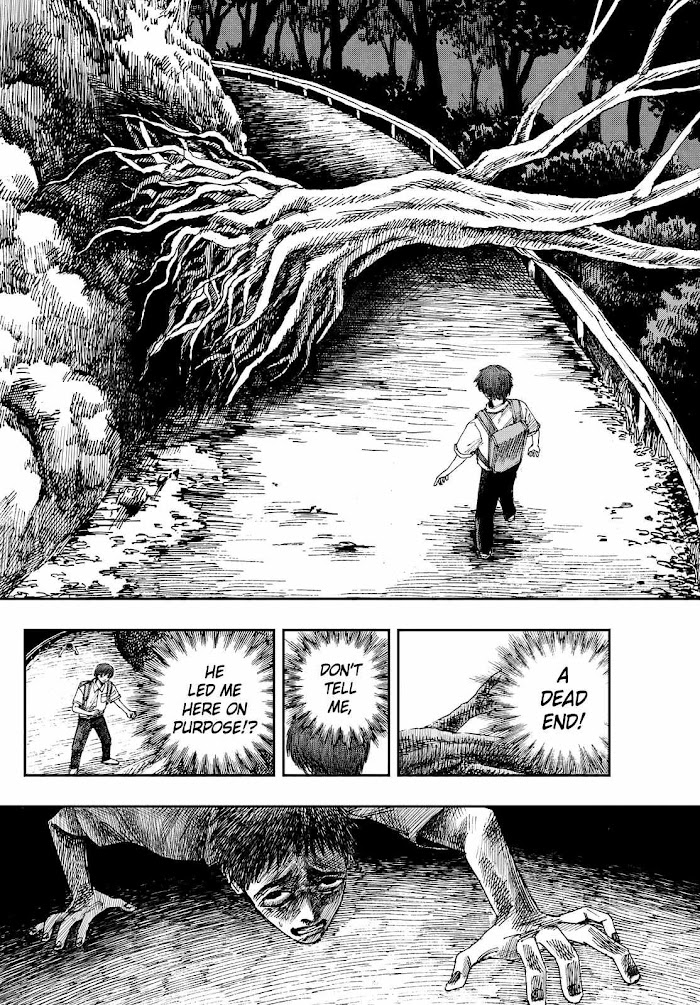 A
DEAD
END!
DON'T
TELL
ME,
HE
LED ME
HERE ON
PURPOSE!?